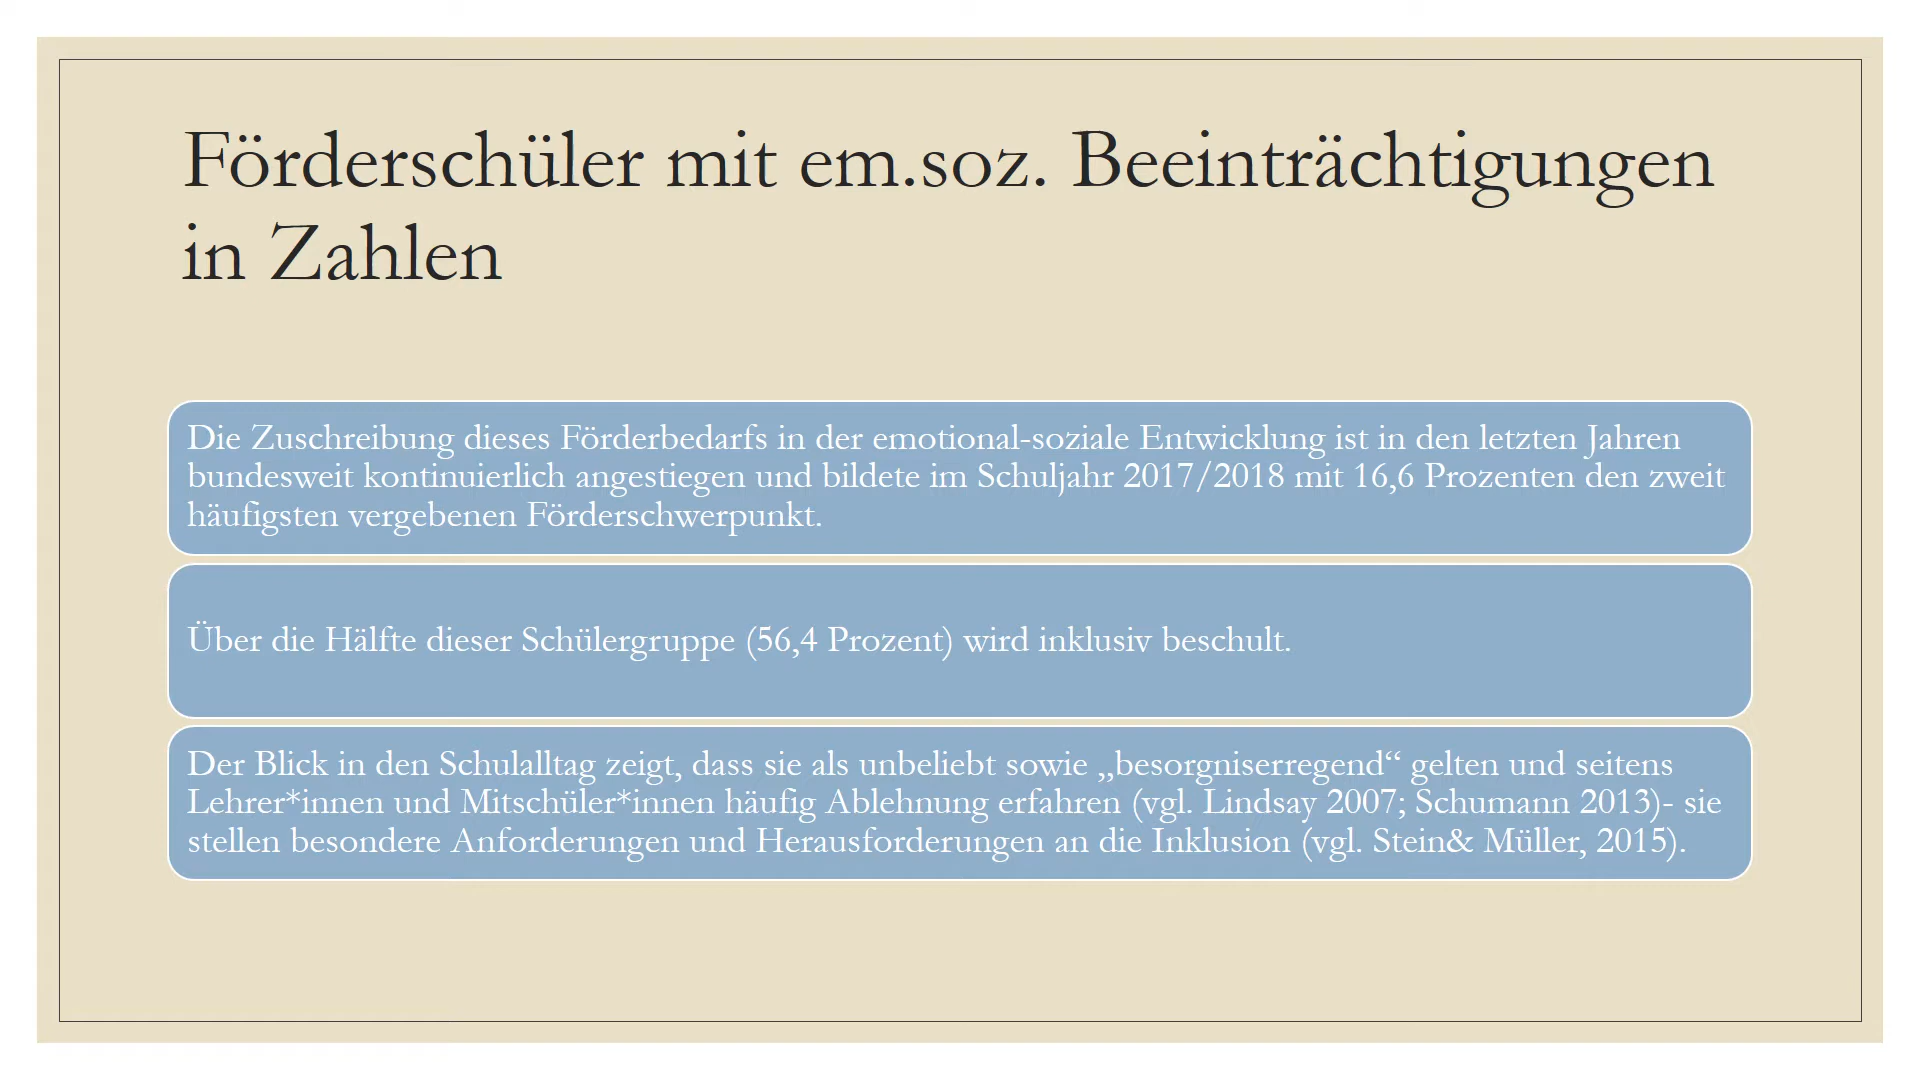 Förderschüler mit em.soz. Beeinträchtigungen
in Zahlen
Die Zuschreibung dieses Förderbedarfs in der emotional-soziale Entwicklung ist in den letzten Jahren
bundesweit kontinuierlich angestiegen und bildete im Schuljahr 2017/2018 mit 16,6 Prozenten den zweit
häufigsten vergebenen Förderschwerpunkt.
Über die Hälfte dieser Schülergruppe (56,4 Prozent) wird inklusiv beschult.
Der Blick in den Schulalltag zeigt, dass sie als unbeliebt sowie „besorgniserregend“ gelten und seitens
Lehrer*innen und Mitschüler*innen häufig Ablehnung erfahren (vgl. Lindsay 2007; Schumann 2013)- sie
stellen besondere Anforderungen und Herausforderungen an die Inklusion (vgl. Stein& Müller, 2015).